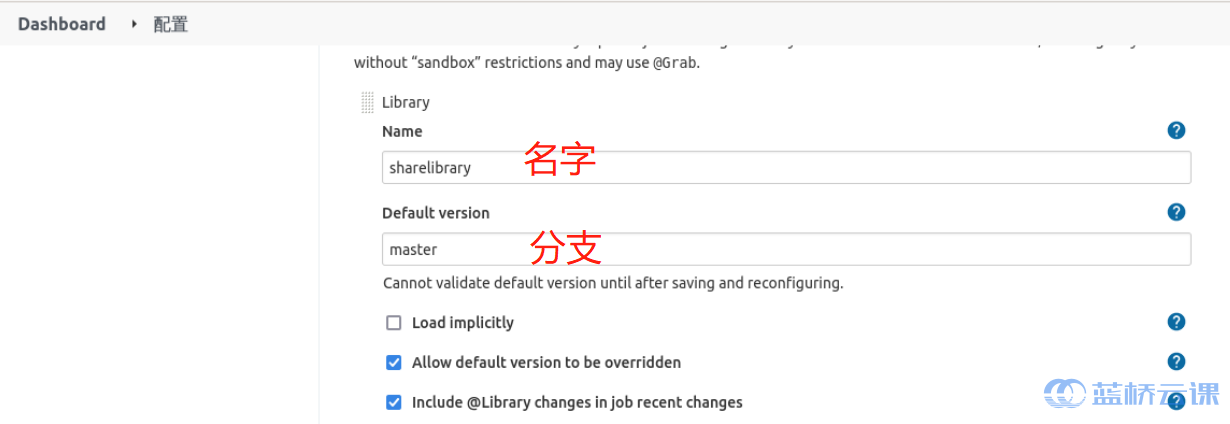 Dashboard
配置
without “sandbox” restrictions and may use @Grab.
Library
Name
sharelibrary
名字
Default version
master
分支
Cannot validate default version until after saving and reconfiguring.
Load implicitly
Allow default version to be overridden
Include @Library changes in job recent changes
蓝桥云课